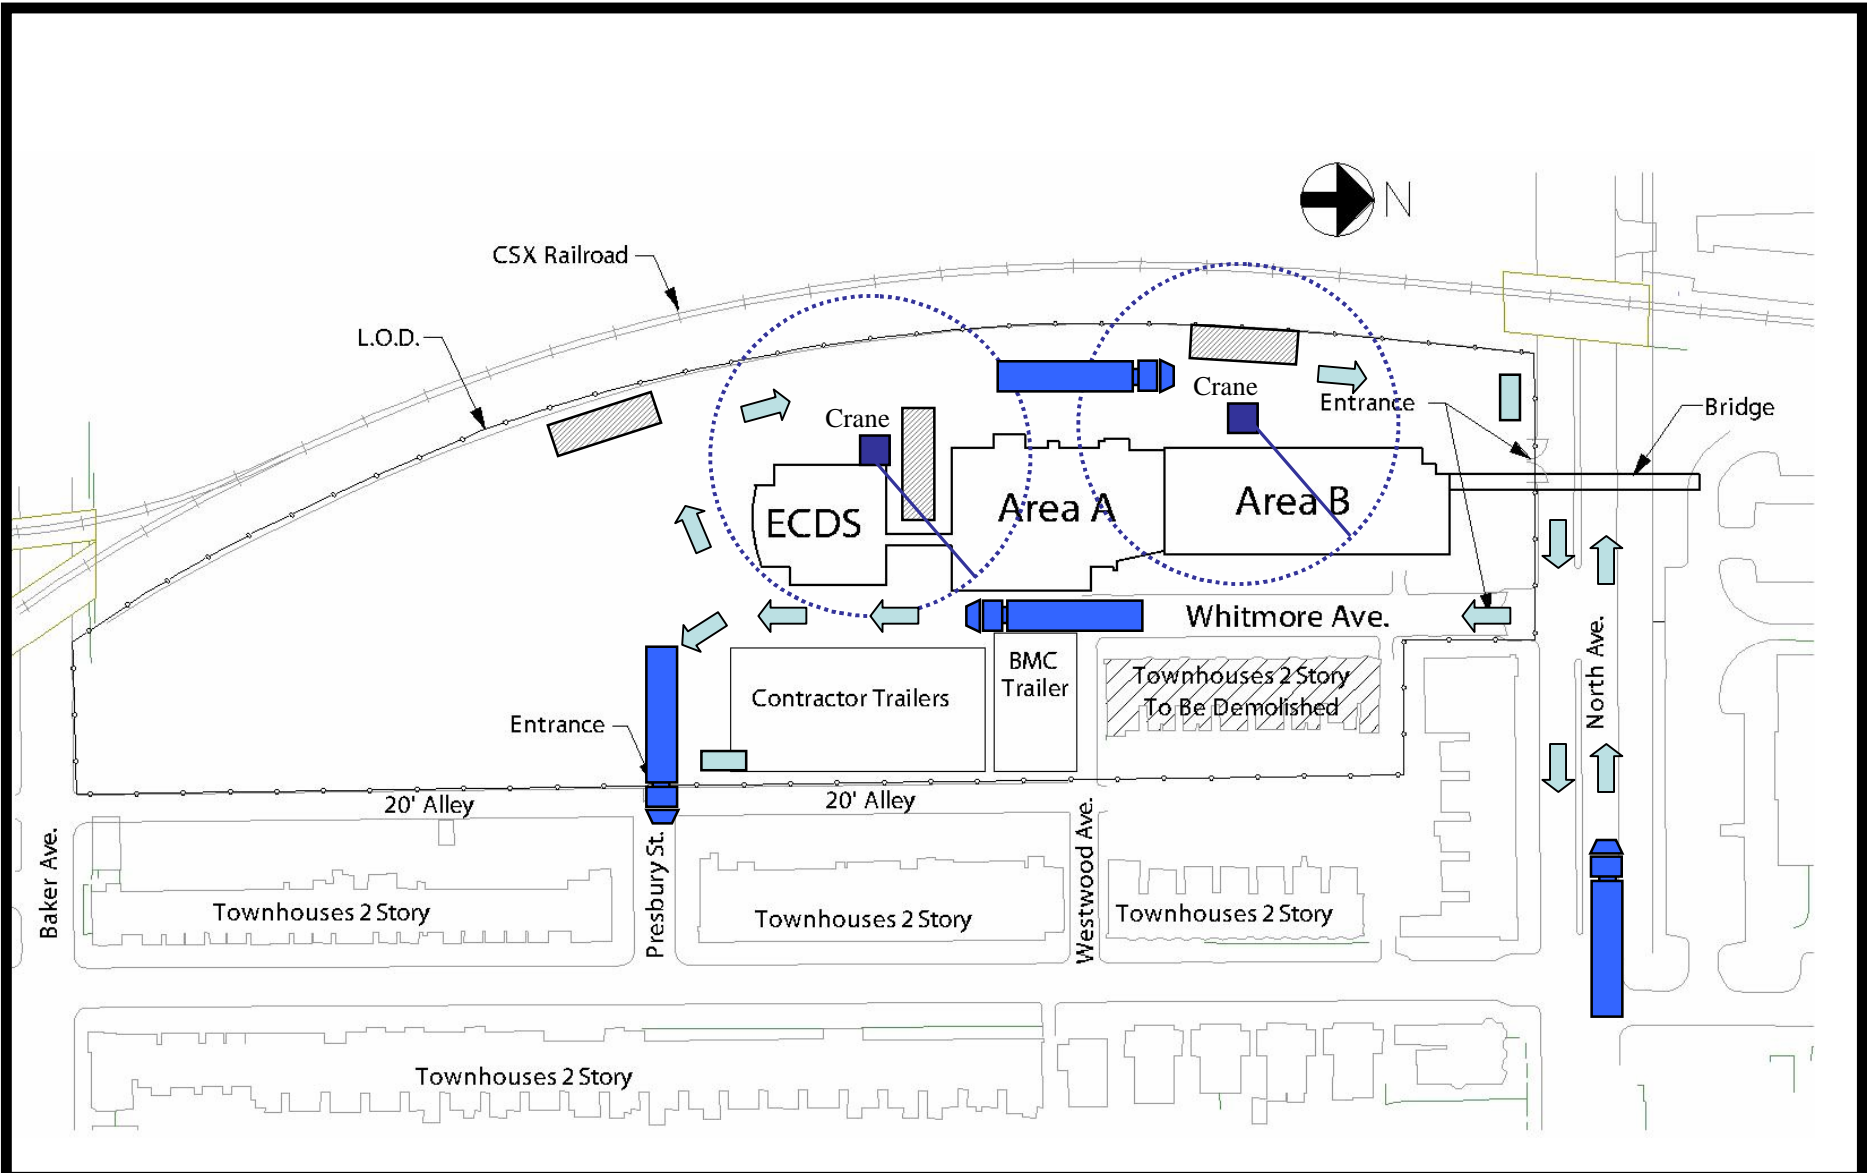 N
CSX Railroad
L.O.D.
Crane
Crane
Entrance
Bridge
ECDS
Area A
Area B
Whitmore Ave.
North Ave.
BMC
Trailer
Contractor Trailers
Townhouses 2 Story
To Be Demolished
Entrance
20' Alley
20' Alley
Baker Ave.
Presbury St.
Westwood Ave.
Townhouses 2 Story
Townhouses 2 Story
Townhouses 2 Story
Townhouses 2 Story